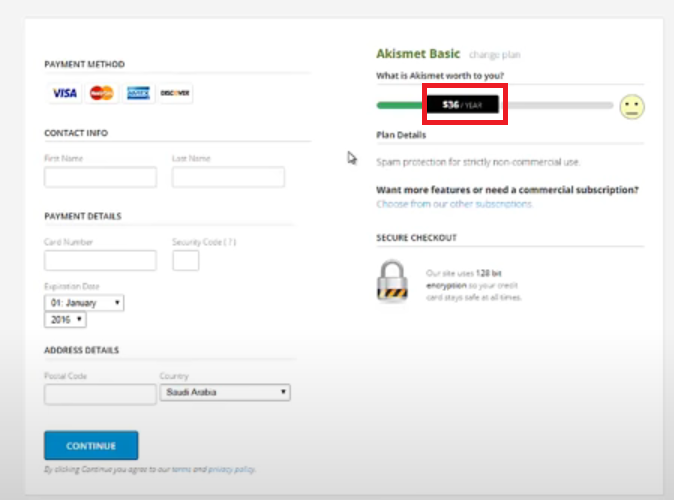 PAYMENT METHOD
VISA MasterCard AMEX DISCOVER
CONTACT INFO
First Name Last Name
PAYMENT DETAILS
Card Number Security Code ( ? )
Expiration Date
01: January
2016
ADDRESS DETAILS
Postal Code Country
Saudi Arabia
CONTINUE
By clicking Continue you agree to our terms and privacy policy.
Akismet Basic change plan
What is Akismet worth to you?
$36 / YEAR
Plan Details
Spam protection for strictly non-commercial use.
Want more features or need a commercial subscription?
Choose from our other subscriptions.
SECURE CHECKOUT
Our site uses 128 bit
encryption so your credit
card stays safe at all times.